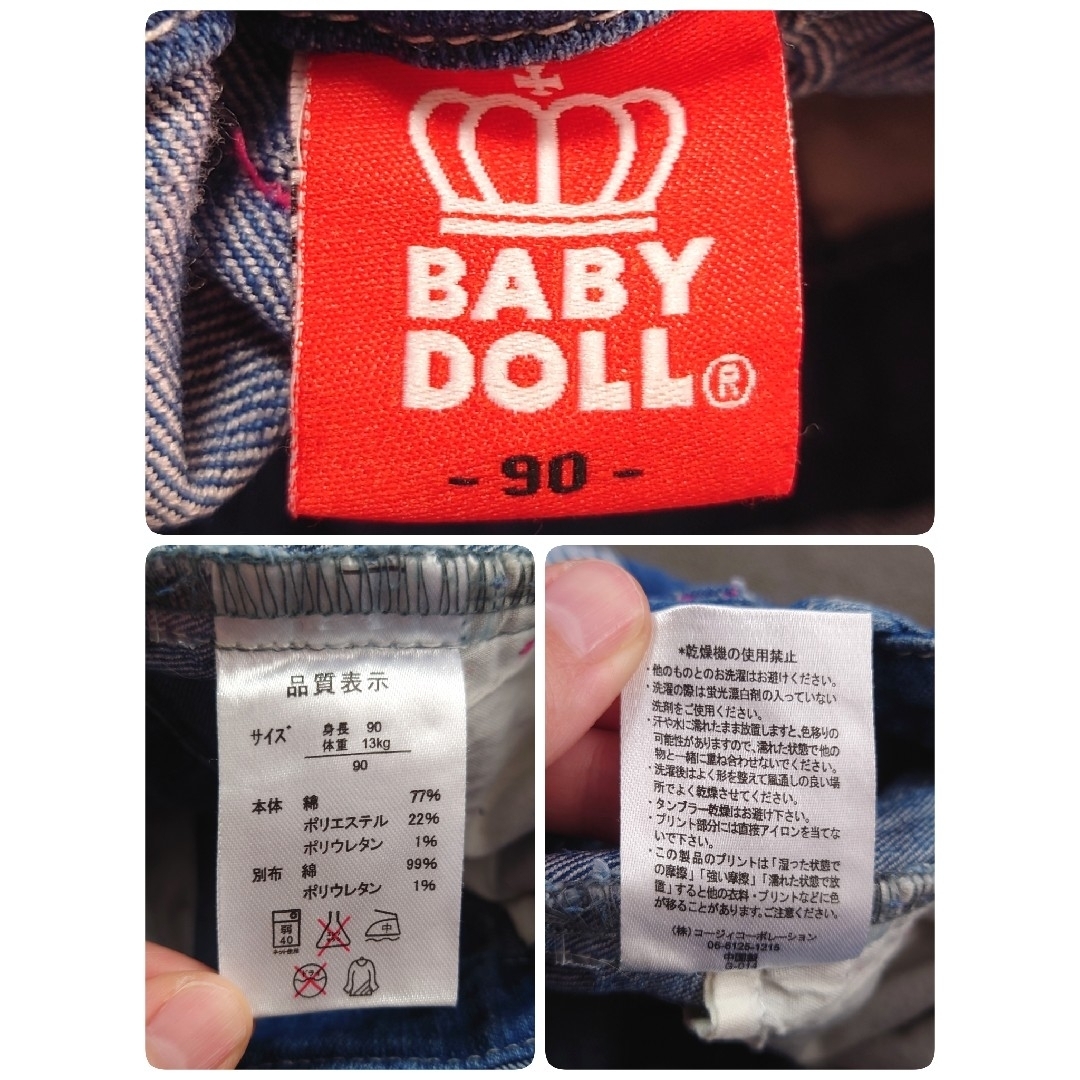 BABY
DOLL®
- 90 -
品質表示
サイズ 身長 90
体重 13kg
90
本体 綿 77%
ポリエステル 22%
ポリウレタン 1%
別布 綿 99%
ポリウレタン 1%
弱 中
40
ネット使用
ドライ
*乾燥機の使用禁止
・他のものとのお洗濯はお避けください。
・洗濯の際は蛍光漂白剤の入っていない
洗剤をご使用ください。
・汗や水に濡れたまま放置しますと、色移りの
可能性がありますので、濡れた状態で他の
物と一緒に重ね合わせないでください。
・洗濯後はよく形を整えて風通しの良い場
所でよく乾燥させてください。
・タンブラー乾燥はお避け下さい。
・プリント部分には直接アイロンを当てな
いで下さい。
・この製品のプリントは「湿った状態で
の摩擦」「強い摩擦」「濡れた状態で放
置」すると他の衣料・プリントなどに色
が移ることがあります。ご注意ください。
(株)コージィコーポレーション
06-6125-1215
中国製
G-014